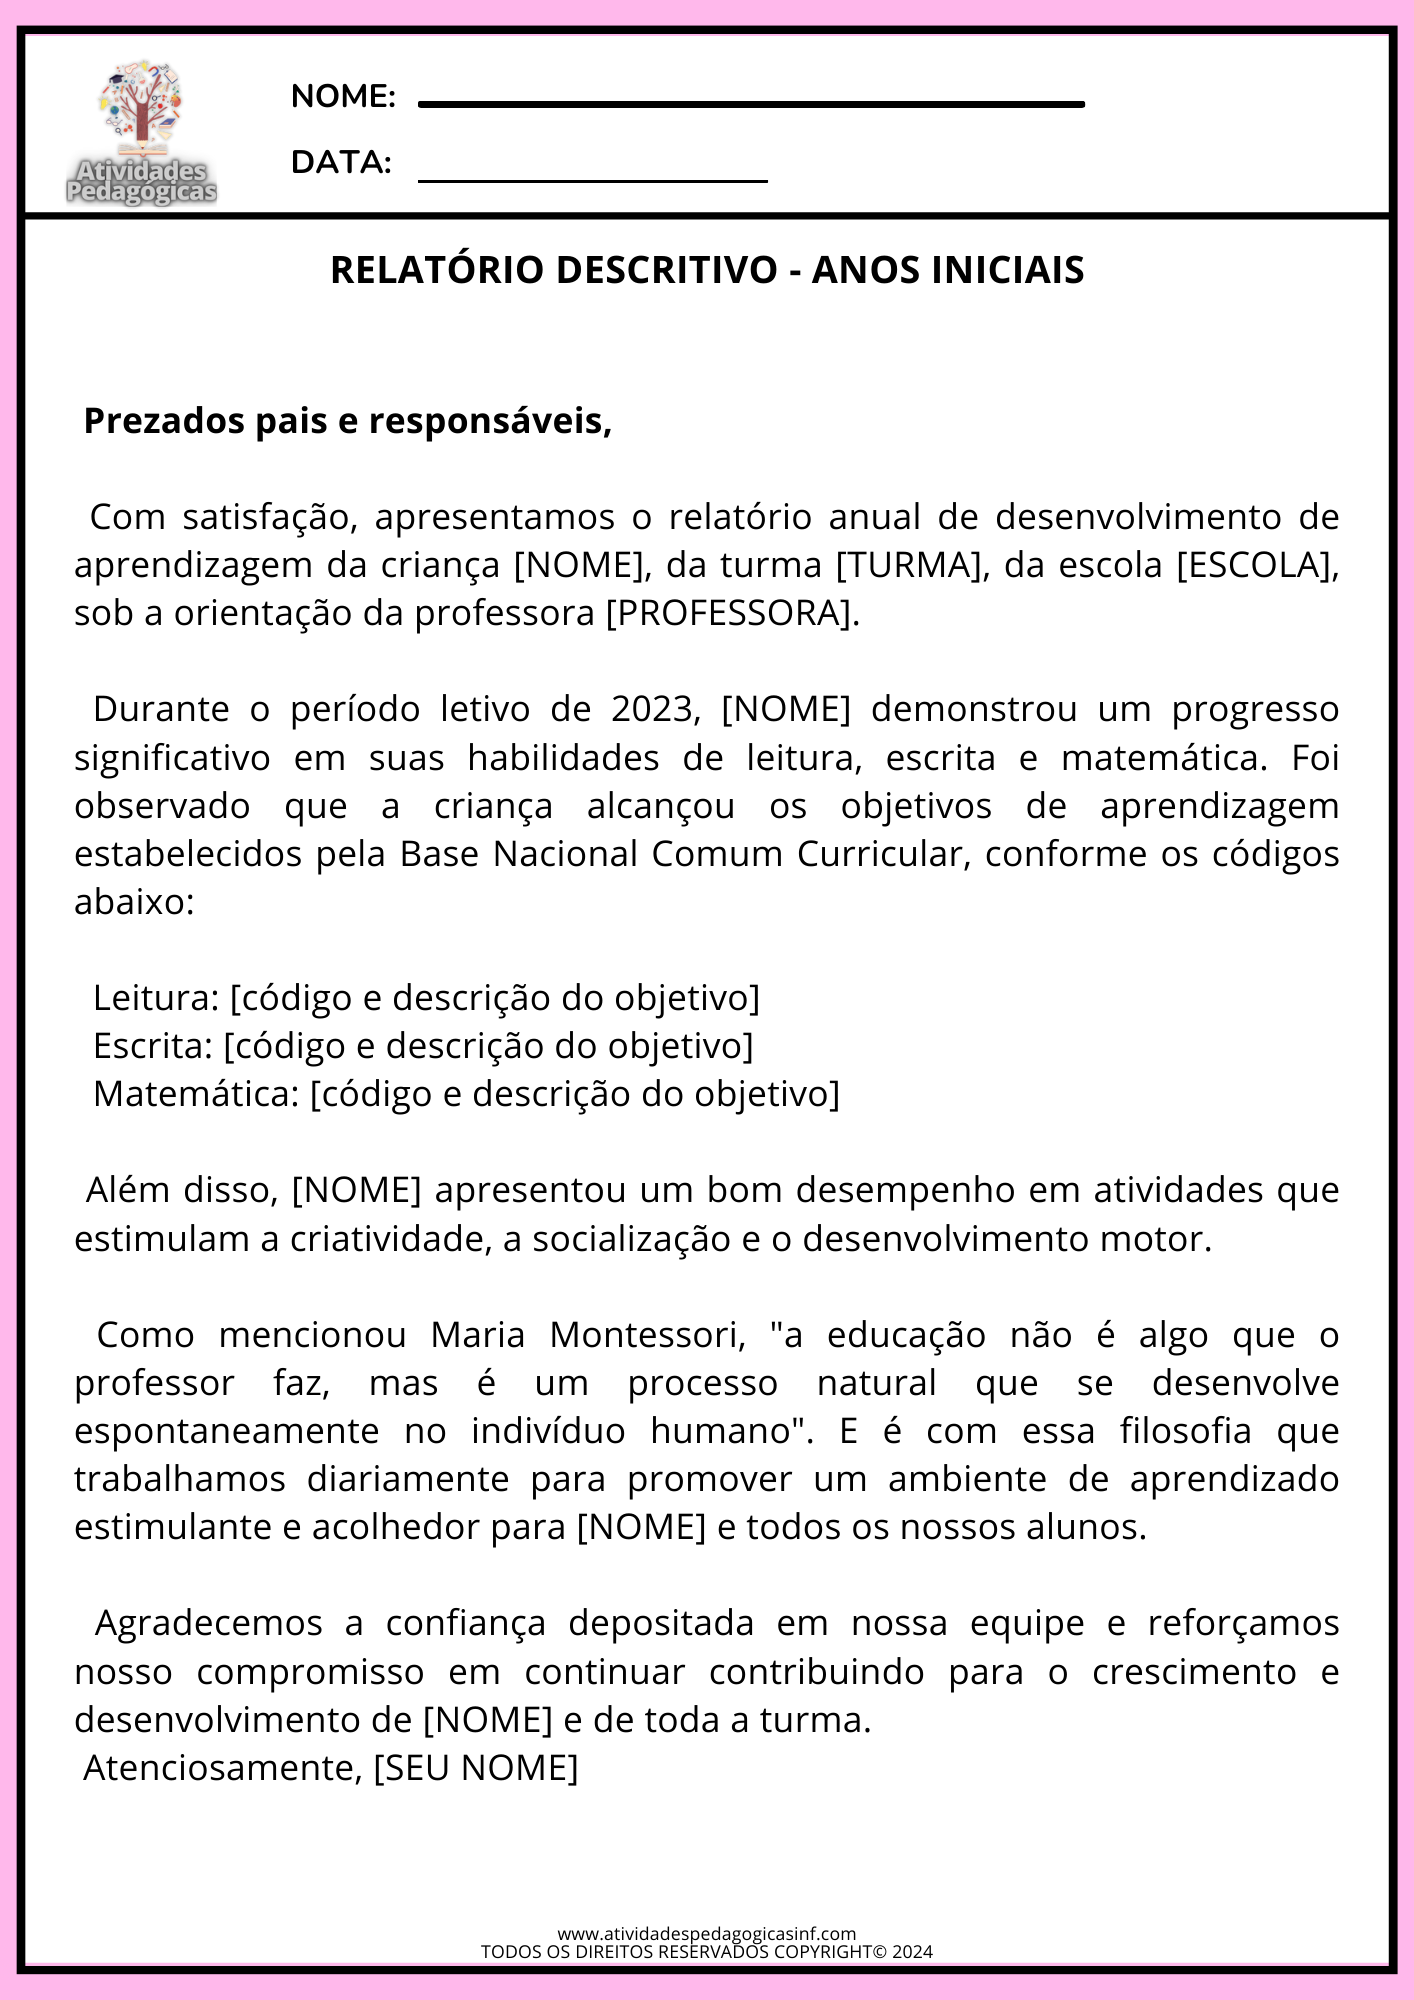 Atividades
Pedagógicas
NOME:
DATA:
RELATÓRIO DESCRITIVO - ANOS INICIAIS
Prezados pais e responsáveis,
Com satisfação, apresentamos o relatório anual de desenvolvimento de
aprendizagem da criança [NOME], da turma [TURMA], da escola [ESCOLA],
sob a orientação da professora [PROFESSORA].
Durante o período letivo de 2023, [NOME] demonstrou um progresso
significativo em suas habilidades de leitura, escrita e matemática. Foi
observado que a criança alcançou os objetivos de aprendizagem
estabelecidos pela Base Nacional Comum Curricular, conforme os códigos
abaixo:
Leitura: [código e descrição do objetivo]
Escrita: [código e descrição do objetivo]
Matemática: [código e descrição do objetivo]
Além disso, [NOME] apresentou um bom desempenho em atividades que
estimulam a criatividade, a socialização e o desenvolvimento motor.
Como mencionou Maria Montessori, "a educação não é algo que o
professor faz, mas é um processo natural que se desenvolve
espontaneamente no indivíduo humano". E é com essa filosofia que
trabalhamos diariamente para promover um ambiente de aprendizado
estimulante e acolhedor para [NOME] e todos os nossos alunos.
Agradecemos a confiança depositada em nossa equipe e reforçamos
nosso compromisso em continuar contribuindo para o crescimento e
desenvolvimento de [NOME] e de toda a turma.
Atenciosamente, [SEU NOME]
www.atividadespedagogicasinf.com
TODOS OS DIREITOS RESERVADOS COPYRIGHT© 2024